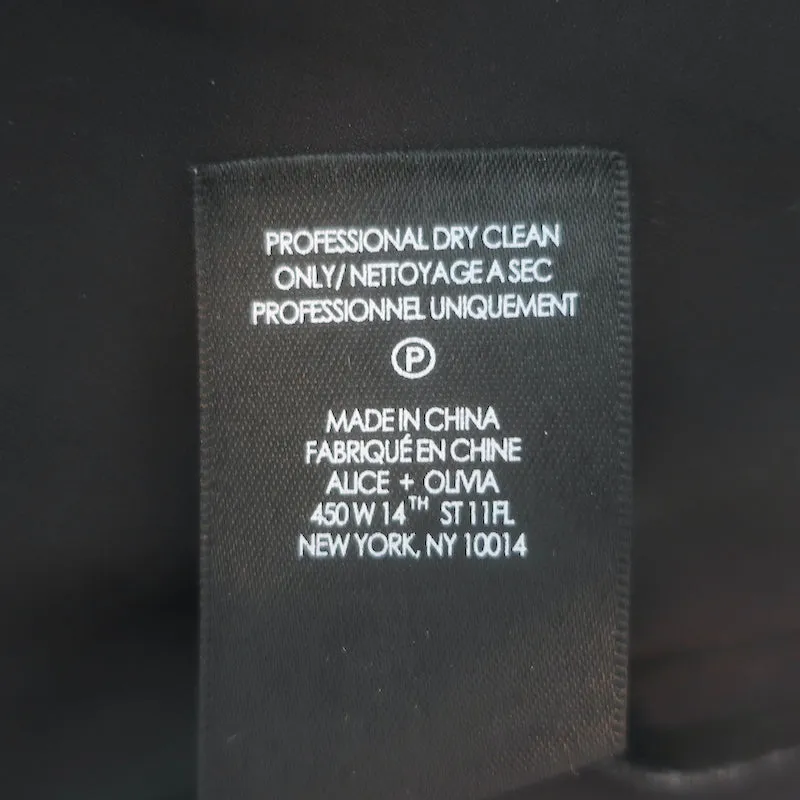 PROFESSIONAL DRY CLEAN
ONLY/ NETTOYAGE A SEC
PROFESSIONNEL UNIQUEMENT
P
MADE IN CHINA
FABRIQUÉ EN CHINE
ALICE + OLIVIA
450 W 14TH ST 11FL
NEW YORK, NY 10014